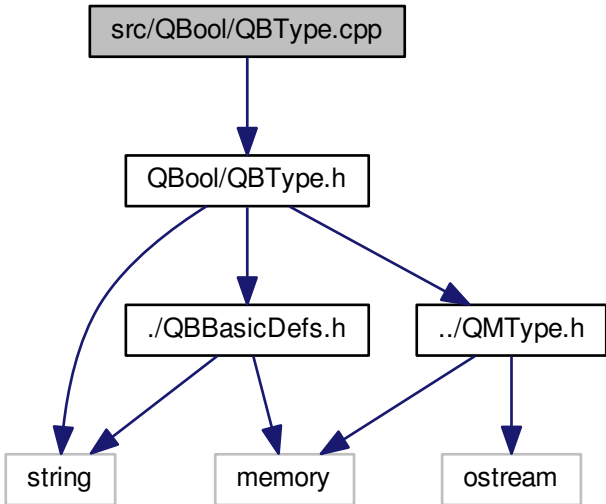 src/QBool/QBType.cpp
QBool/QBType.h
./QBBasicDefs.h
../QMType.h
string
memory
ostream